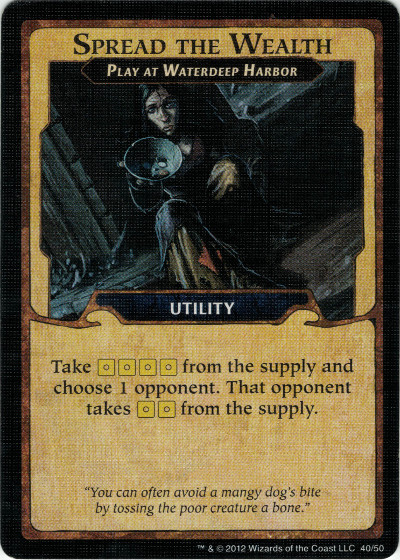 SPREAD THE WEALTH
PLAY AT WATERDEEP HARBOR
UTILITY
Take from the supply and
choose 1 opponent. That opponent
takes from the supply.
“You can often avoid a mangy dog’s bite
by tossing the poor creature a bone.”
™ & © 2012 Wizards of the Coast LLC 40/50